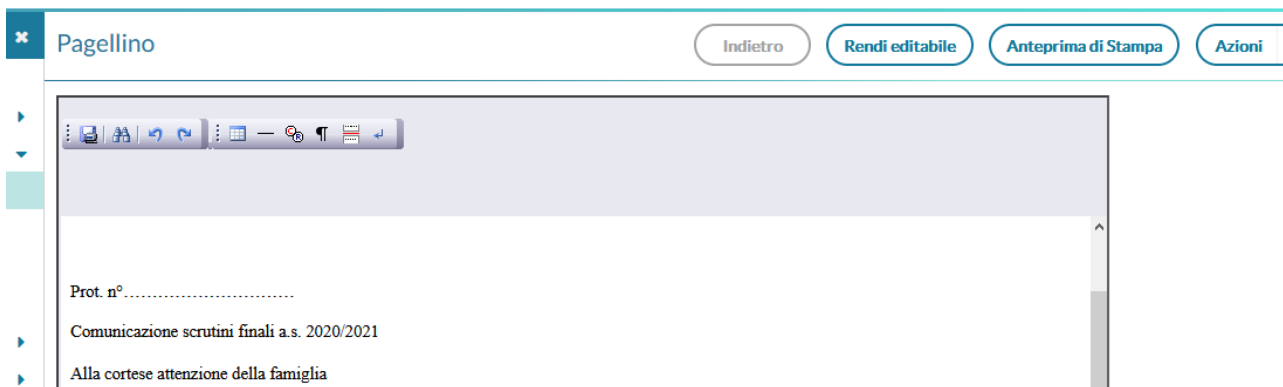 Pagellino
Indietro
Rendi editabile
Anteprima di Stampa
Azioni
Prot. n°..............................
Comunicazione scrutini finali a.s. 2020/2021
Alla cortese attenzione della famiglia